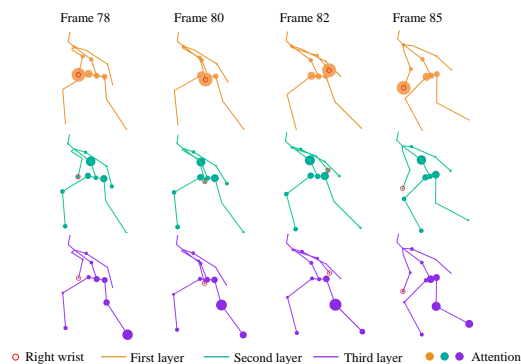 Frame 78 Frame 80 Frame 82 Frame 85
Right wrist First layer Second layer Third layer Attention